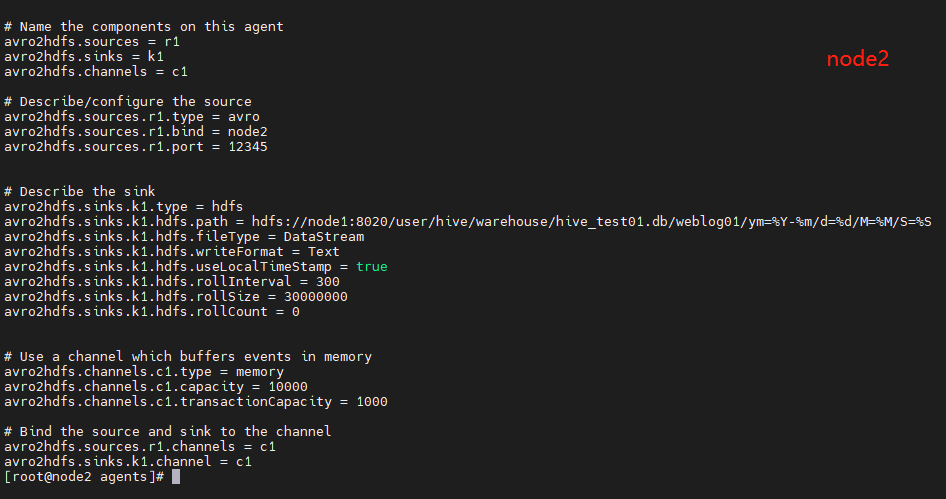 # Name the components on this agent
avro2hdfs.sources = r1
avro2hdfs.sinks = k1
avro2hdfs.channels = c1
node2
# Describe/configure the source
avro2hdfs.sources.r1.type = avro
avro2hdfs.sources.r1.bind = node2
avro2hdfs.sources.r1.port = 12345
# Describe the sink
avro2hdfs.sinks.k1.type = hdfs
avro2hdfs.sinks.k1.hdfs.path = hdfs://node1:8020/user/hive/warehouse/hive_test01.db/weblog01/ym=%Y-%m/d=%d/M=%M/S=%S
avro2hdfs.sinks.k1.hdfs.fileType = DataStream
avro2hdfs.sinks.k1.hdfs.writeFormat = Text
avro2hdfs.sinks.k1.hdfs.useLocalTimeStamp = true
avro2hdfs.sinks.k1.hdfs.rollInterval = 300
avro2hdfs.sinks.k1.hdfs.rollSize = 30000000
avro2hdfs.sinks.k1.hdfs.rollCount = 0
# Use a channel which buffers events in memory
avro2hdfs.channels.c1.type = memory
avro2hdfs.channels.c1.capacity = 10000
avro2hdfs.channels.c1.transactionCapacity = 1000
# Bind the source and sink to the channel
avro2hdfs.sources.r1.channels = c1
avro2hdfs.sinks.k1.channel = c1
[root@node2 agents]#